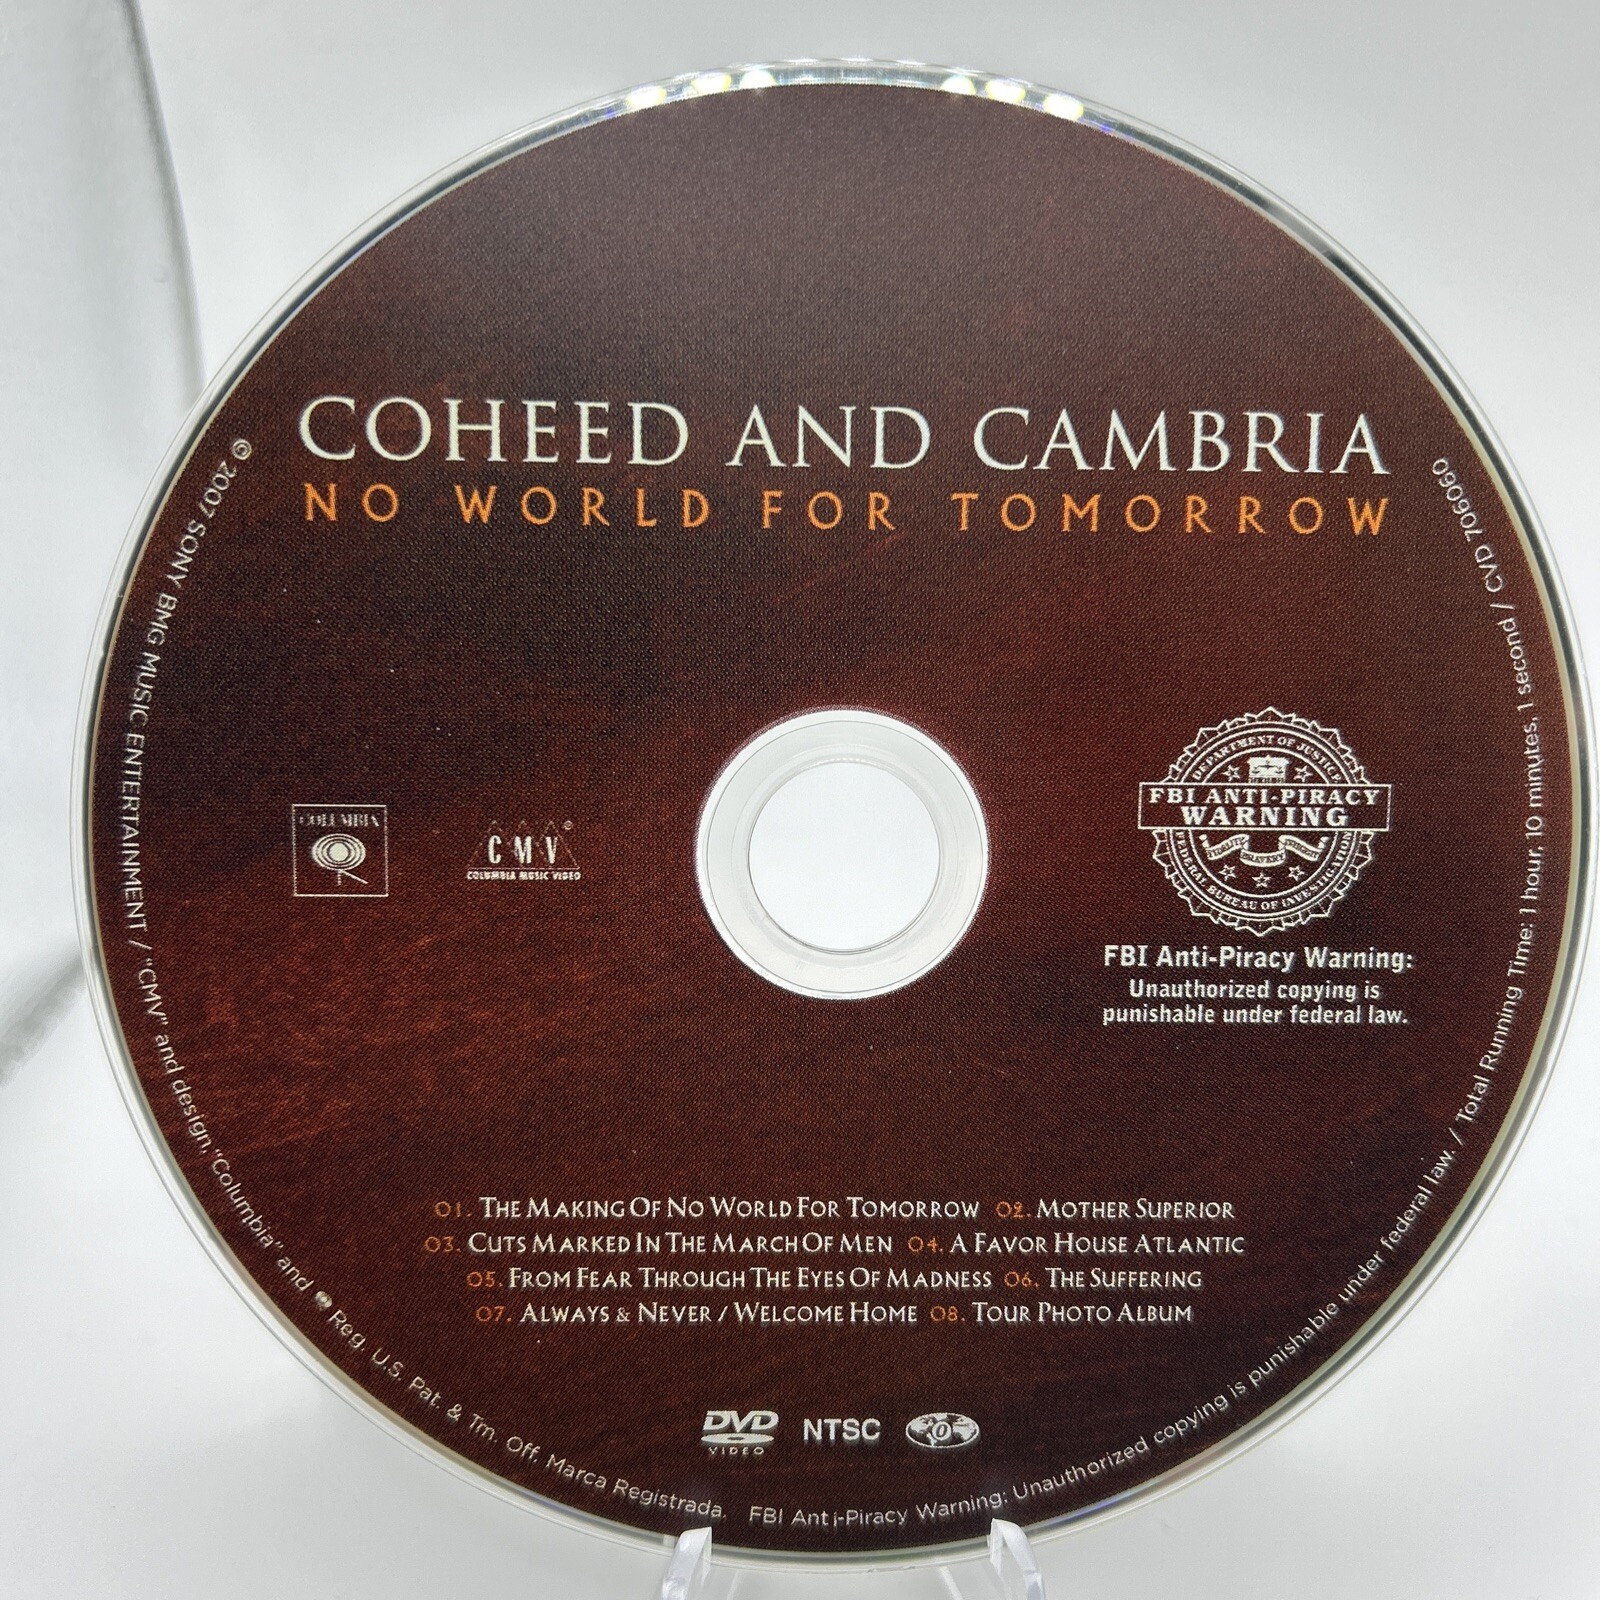 COHEED AND CAMBRIA
NO WORLD FOR TOMORROW
COLUMBIA
CMV
COLUMBIA MUSIC VIDEO
DEPARTMENT OF JUSTICE
FBI ANTI-PIRACY
WARNING
FIDELITY BRAVERY INTEGRITY
FEDERAL BUREAU OF INVESTIGATION
FBI Anti-Piracy Warning:
Unauthorized copying is
punishable under federal law.
01. THE MAKING OF NO WORLD FOR TOMORROW 02. MOTHER SUPERIOR
03. CUTS MARKED IN THE MARCH OF MEN 04. A FAVOR HOUSE ATLANTIC
05. FROM FEAR THROUGH THE EYES OF MADNESS 06. THE SUFFERING
07. ALWAYS & NEVER / WELCOME HOME 08. TOUR PHOTO ALBUM
DVD VIDEO NTSC 0
© 2007 SONY BMG MUSIC ENTERTAINMENT / "CMV" and design, "Columbia" and Reg. U.S. Pat. & Tm. Off. Marca Registrada. FBI Anti-Piracy Warning: Unauthorized copying is punishable under federal law. / Total Running Time: 1 hour, 10 minutes, 1 second / CVD 706060